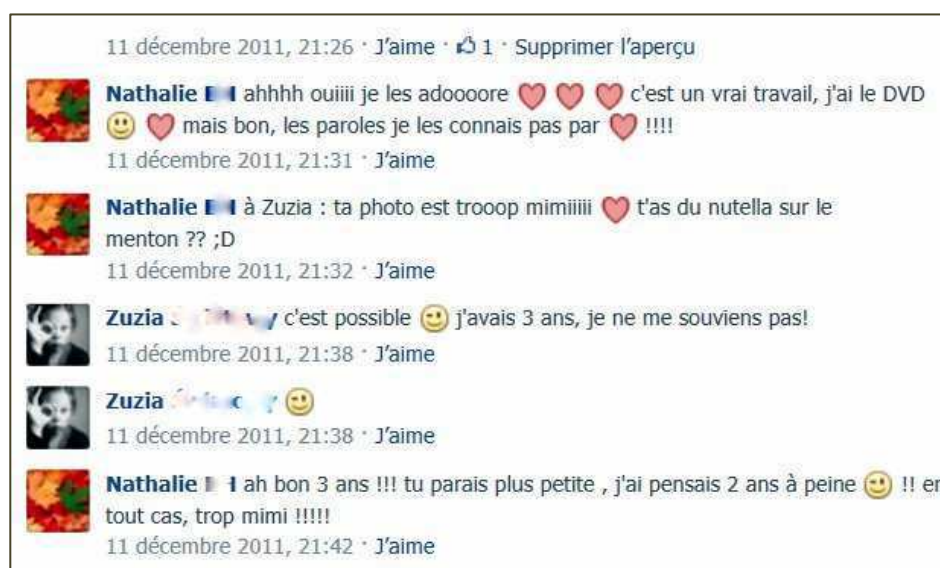 11 décembre 2011, 21:26 · J'aime · 1 · Supprimer l'aperçu
Nathalie ahhhh ouiiii je les adoooore c'est un vrai travail, j'ai le DVD
mais bon, les paroles je les connais pas par !!!!
11 décembre 2011, 21:31 · J'aime
Nathalie à Zuzia : ta photo est trooop mimiiiii t'as du nutella sur le
menton ?? ;D
11 décembre 2011, 21:32 · J'aime
Zuzia c'est possible j'avais 3 ans, je ne me souviens pas!
11 décembre 2011, 21:38 · J'aime
Zuzia
11 décembre 2011, 21:38 · J'aime
Nathalie ah bon 3 ans !!! tu parais plus petite , j'ai pensais 2 ans à peine !! en
tout cas, trop mimi !!!!!
11 décembre 2011, 21:42 · J'aime